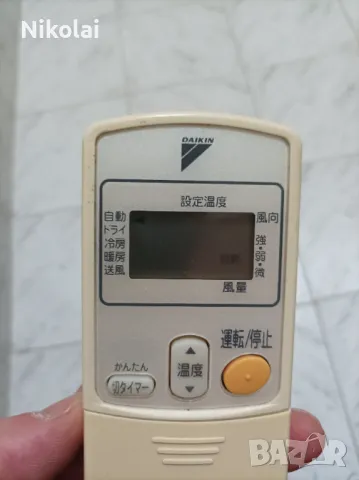 Nikolai
DAIKIN
設定温度
自動
ドライ
冷房
暖房
送風
風向
強・弱・微
風量
かんたん
切タイマー
温度
運転/停止
BAZAR